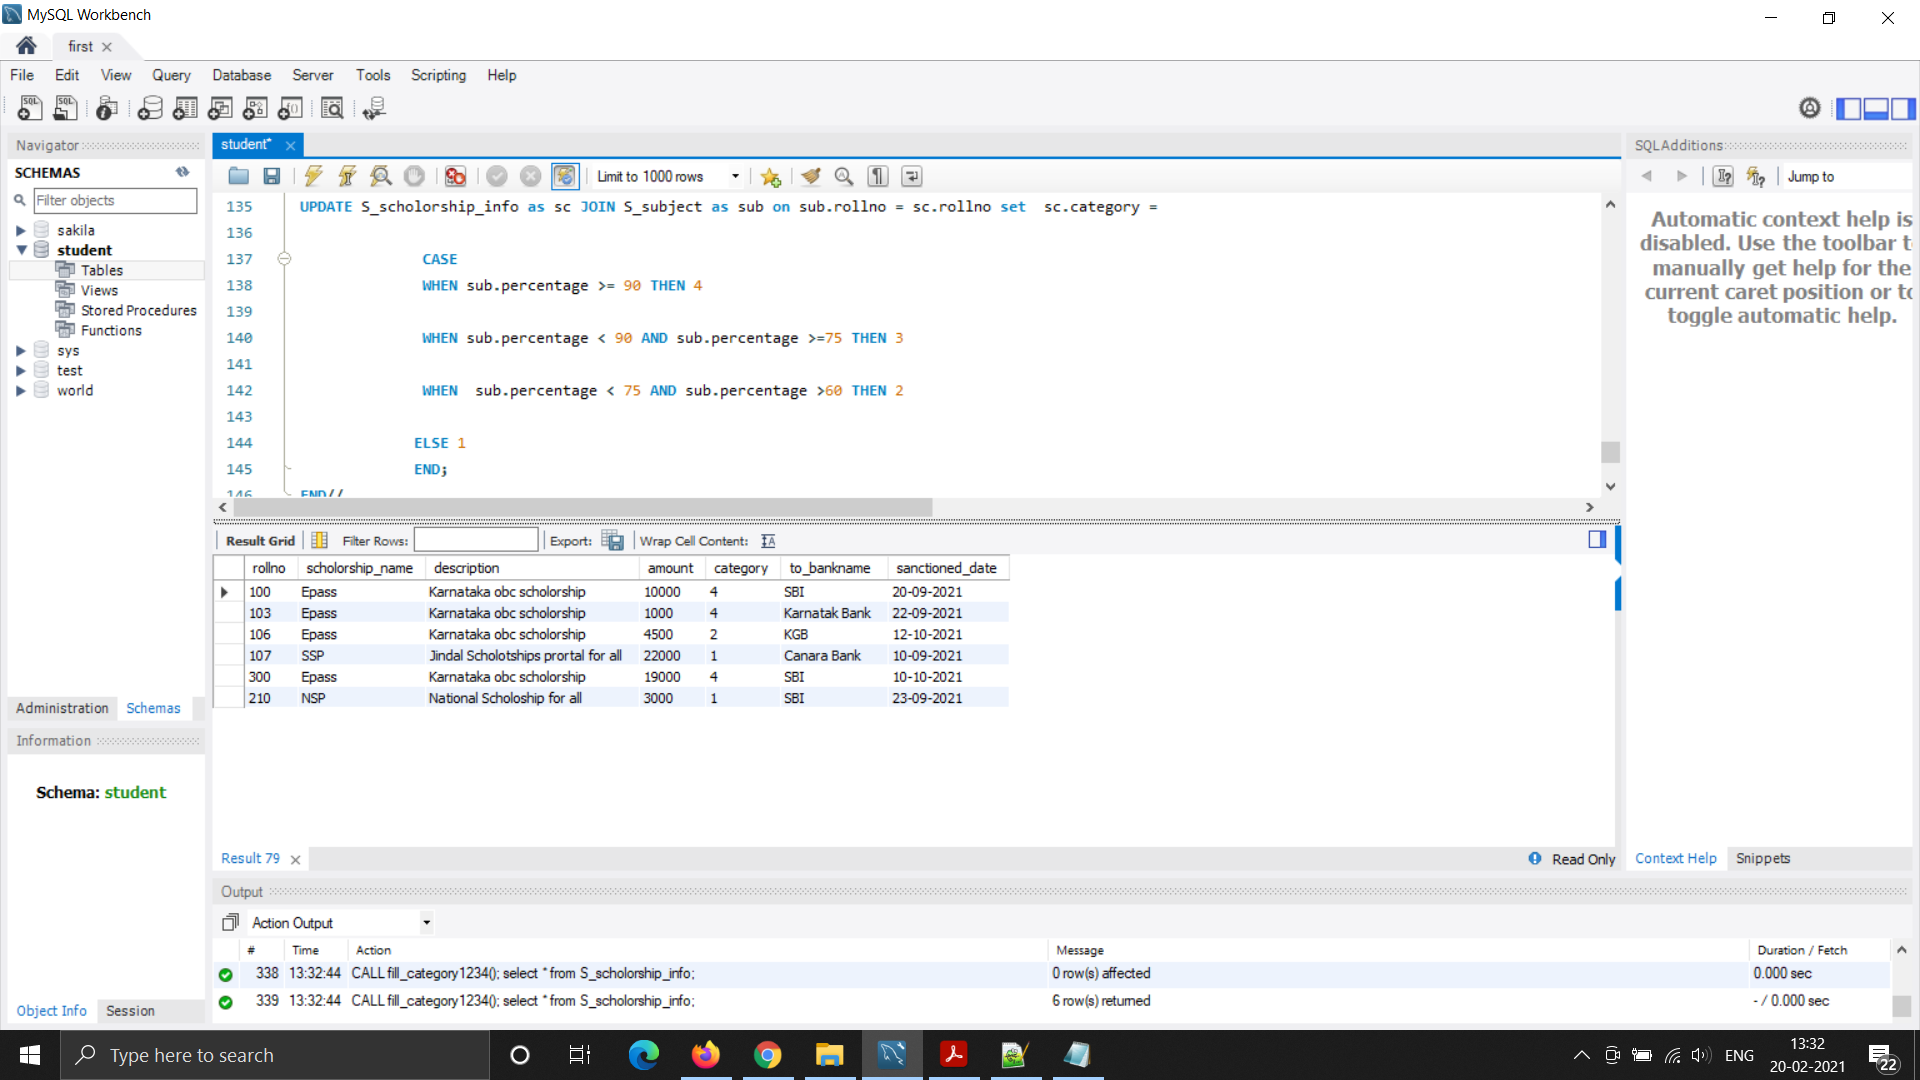 MySQL Workbench
first
File Edit View Query Database Server Tools Scripting Help
Navigator
SCHEMAS
Filter objects
sakila
student
Tables
Views
Stored Procedures
Functions
sys
test
world
Administration Schemas
Information
Schema: student
Object Info Session
student*
Limit to 1000 rows
135 UPDATE S_scholorship_info as sc JOIN S_subject as sub on sub.rollno = sc.rollno set  sc.category =
136
137 CASE
138 WHEN sub.percentage >= 90 THEN 4
139
140 WHEN sub.percentage < 90 AND sub.percentage >=75 THEN 3
141
142 WHEN  sub.percentage < 75 AND sub.percentage >60 THEN 2
143
144 ELSE 1
145 END;
146 END//
Result Grid Filter Rows: Export: Wrap Cell Content: IA
rollno scholorship_name description amount category to_bankname sanctioned_date
100 Epass Karnataka obc scholorship 10000 4 SBI 20-09-2021
103 Epass Karnataka obc scholorship 1000 4 Karnatak Bank 22-09-2021
106 Epass Karnataka obc scholorship 4500 2 KGB 12-10-2021
107 SSP Jindal Scholotships prortal for all 22000 1 Canara Bank 10-09-2021
300 Epass Karnataka obc scholorship 19000 4 SBI 10-10-2021
210 NSP National Scholoship for all 3000 1 SBI 23-09-2021
Result 79
Read Only
Output
Action Output
# Time Action Message Duration / Fetch
338 13:32:44 CALL fill_category1234(); select * from S_scholorship_info; 0 row(s) affected 0.000 sec
339 13:32:44 CALL fill_category1234(); select * from S_scholorship_info; 6 row(s) returned - / 0.000 sec
SQLAdditions
Jump to
Automatic context help is
disabled. Use the toolbar t
manually get help for the
current caret position or to
toggle automatic help.
Context Help Snippets
Type here to search
ENG
13:32
20-02-2021
22